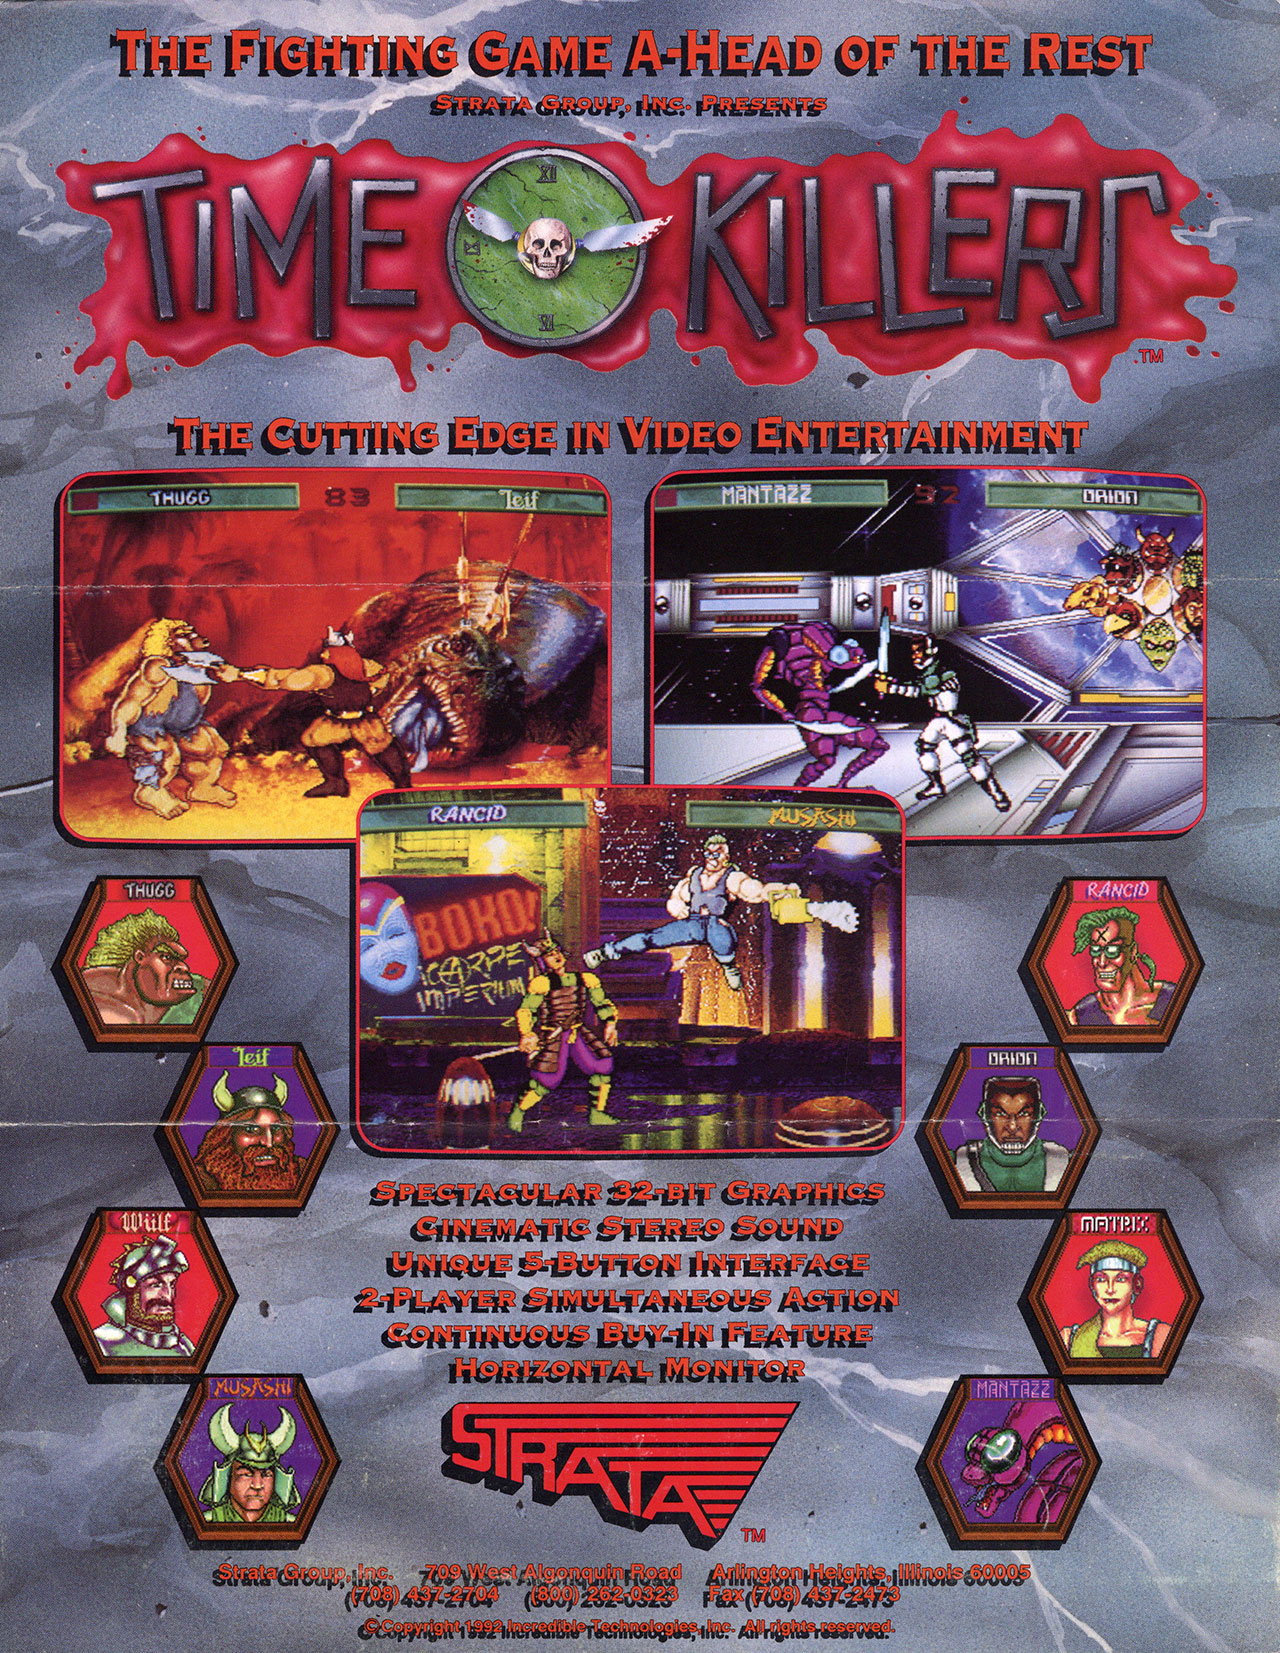 The Fighting Game A-Head of the Rest
Strata Group, Inc. Presents
TIME KILLERS
XII
VI
.TM
The Cutting Edge in Video Entertainment
THUGG 83 Leif
MANTAZZ 92 ORION
RANCID MUSASHI
BOKO!
CARPE
IMPERIUM
THUGG
Leif
Wülf
MUSASHI
RANCID
ORION
MATRIX
MANTAZZ
Spectacular 32-bit Graphics
Cinematic Stereo Sound
Unique 5-Button Interface
2-Player Simultaneous Action
Continuous Buy-In Feature
Horizontal Monitor
STRATA
TM
Strata Group, Inc. 709 West Algonquin Road Arlington Heights, Illinois 60005
(708) 437-2704 (800) 262-0323 Fax (708) 437-2473
©Copyright 1992 Incredible Technologies, Inc. All rights reserved.